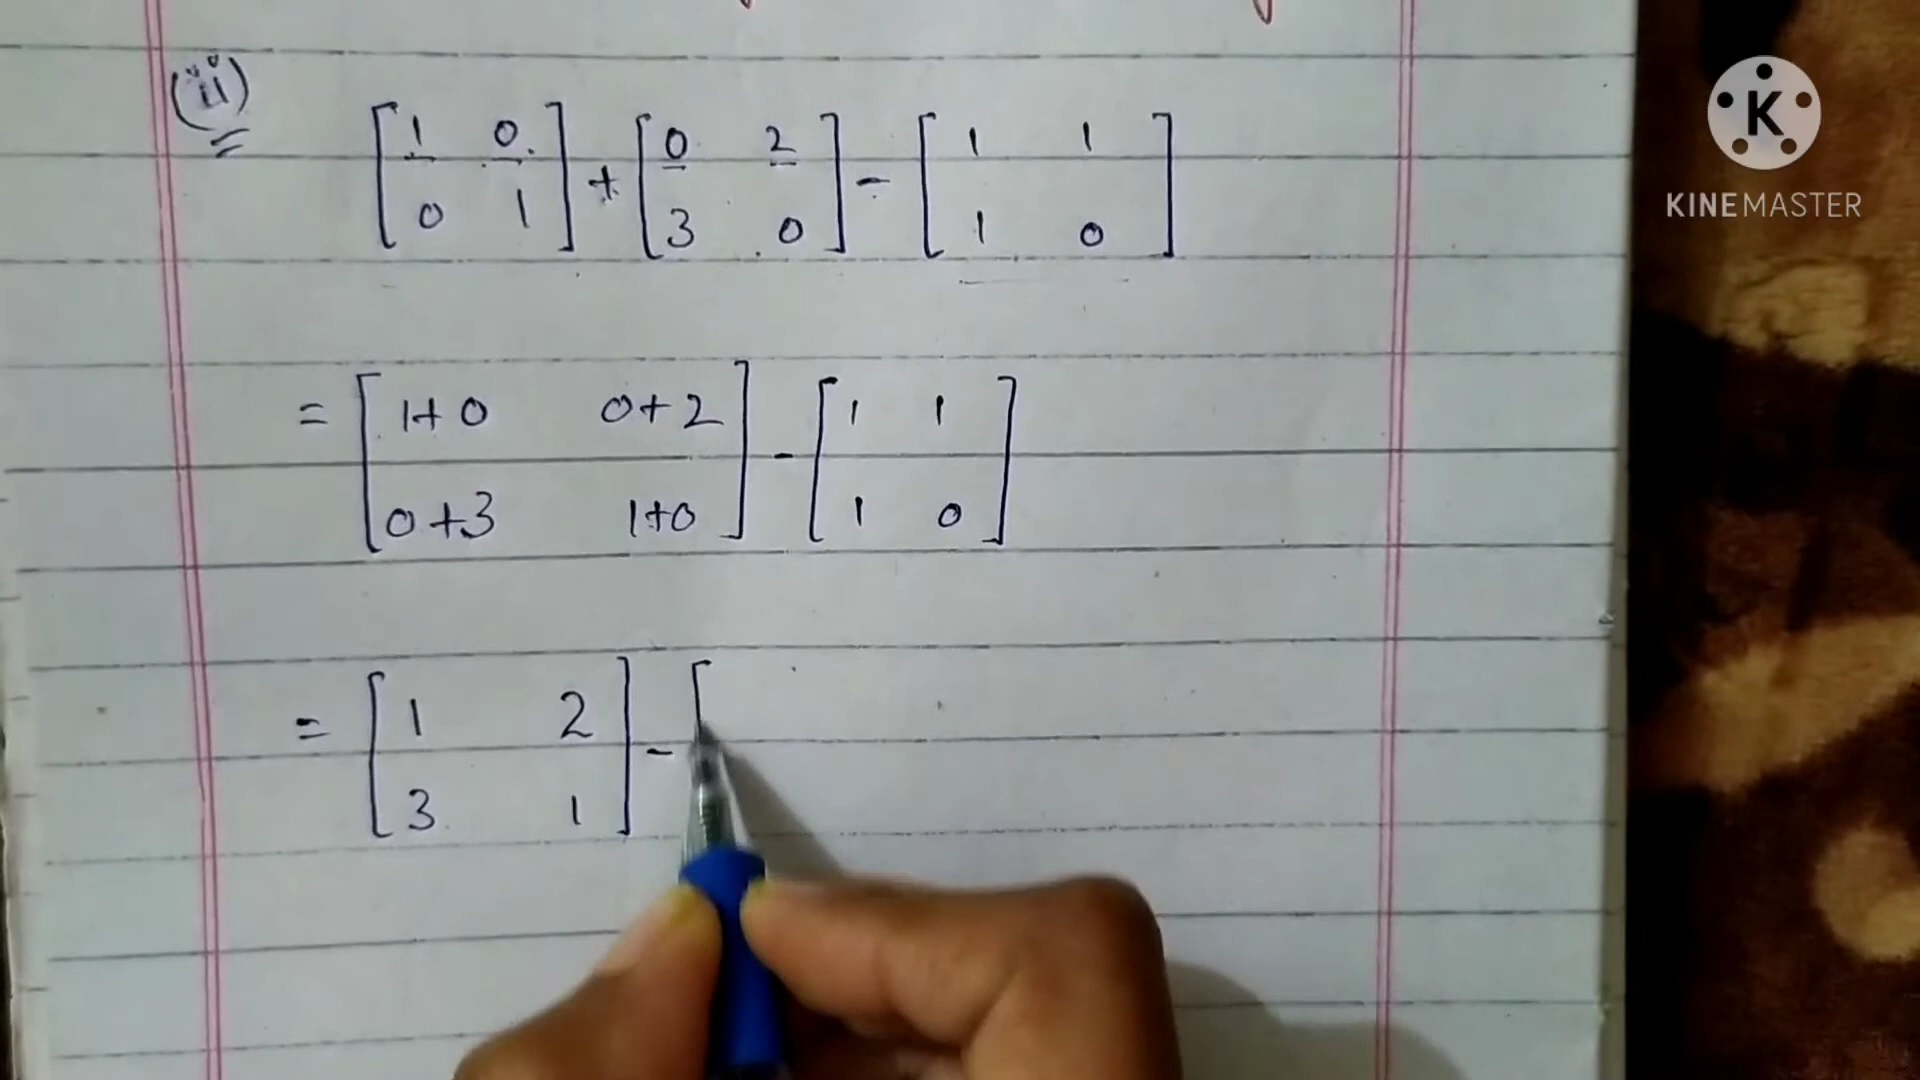 (ii)
[1 0] + [0 2] - [1 1]
[0 1] [3 0] [1 0]
= [1+0 0+2] - [1 1]
[0+3 1+0] [1 0]
= [1 2] - [
[3 1]
K
KINEMASTER